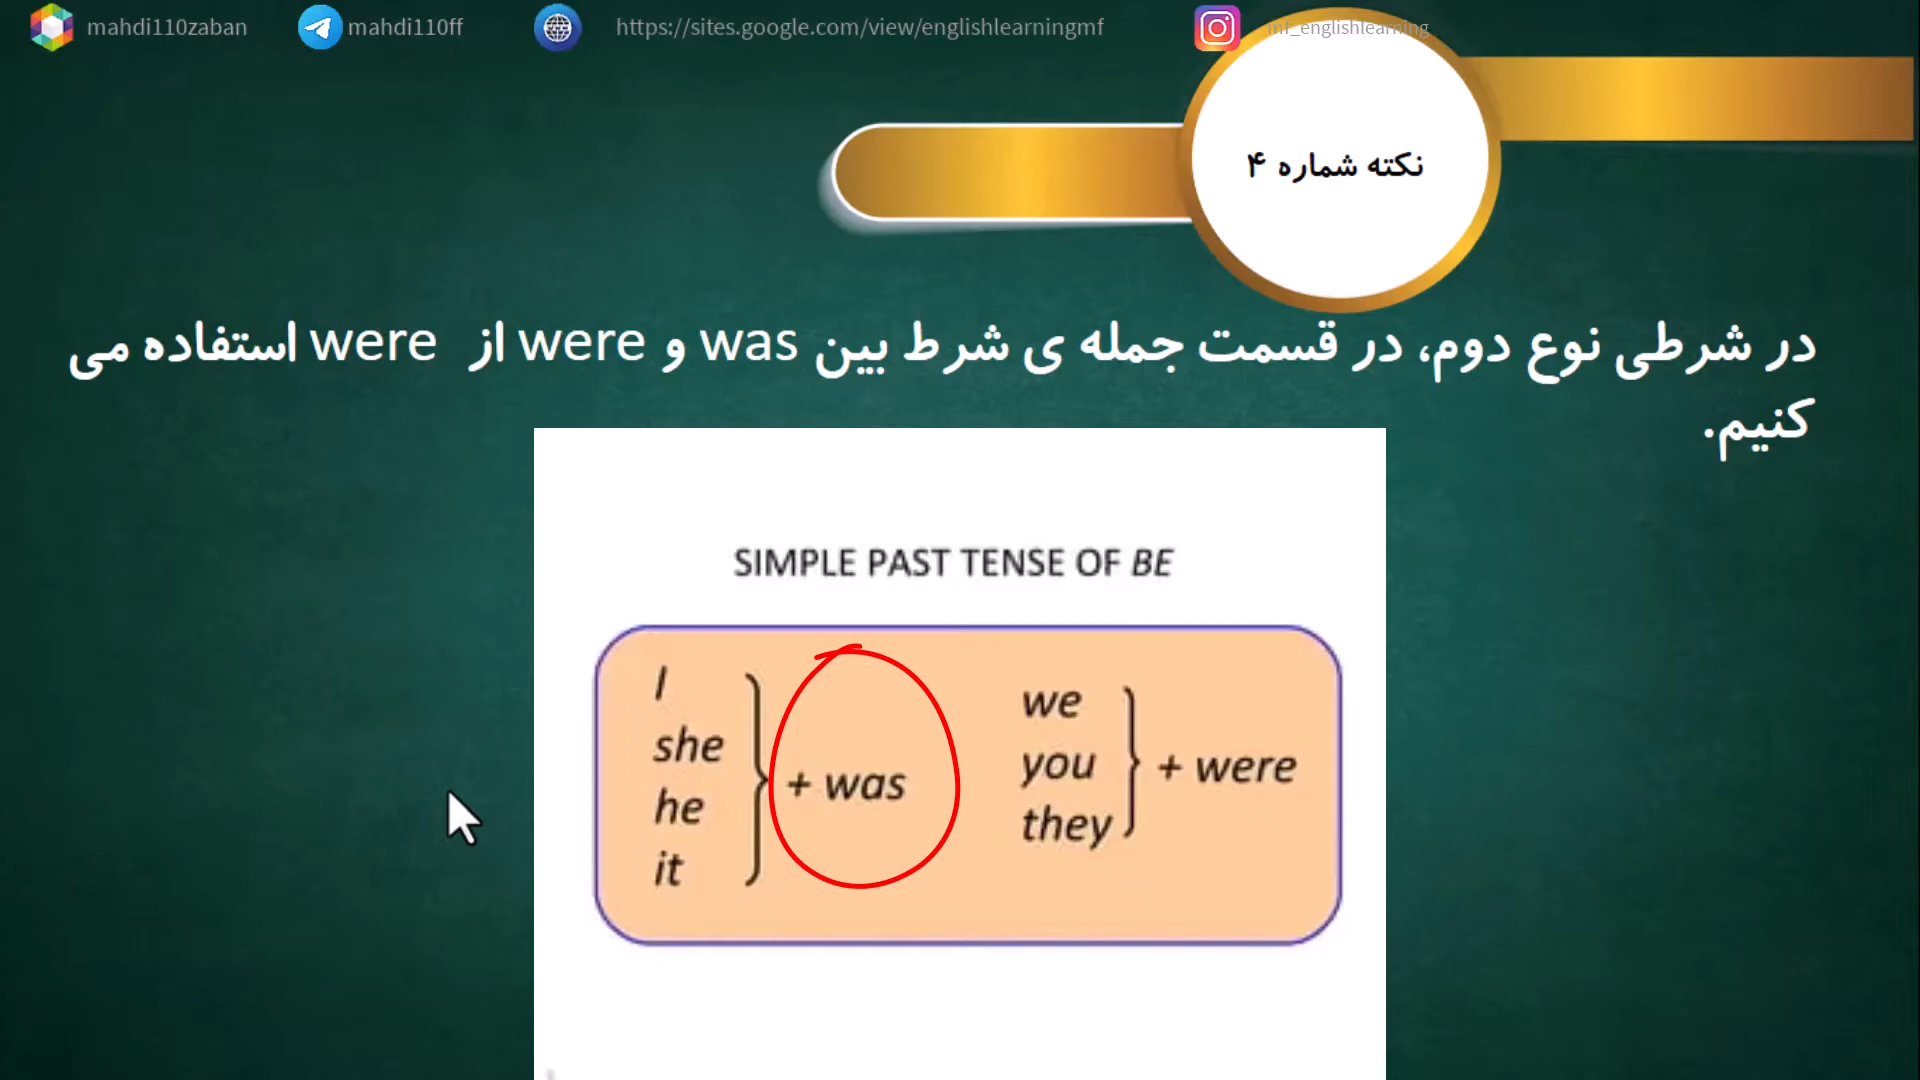 mahdi110zaban
mahdi110ff
https://sites.google.com/view/englishlearningmf
mf_englishlearning
نکته شماره ۴
در شرطی نوع دوم، در قسمت جمله ی شرط بین was و were از were استفاده می
کنیم.
SIMPLE PAST TENSE OF BE
I
she
he
it
+ was
we
you
they
+ were